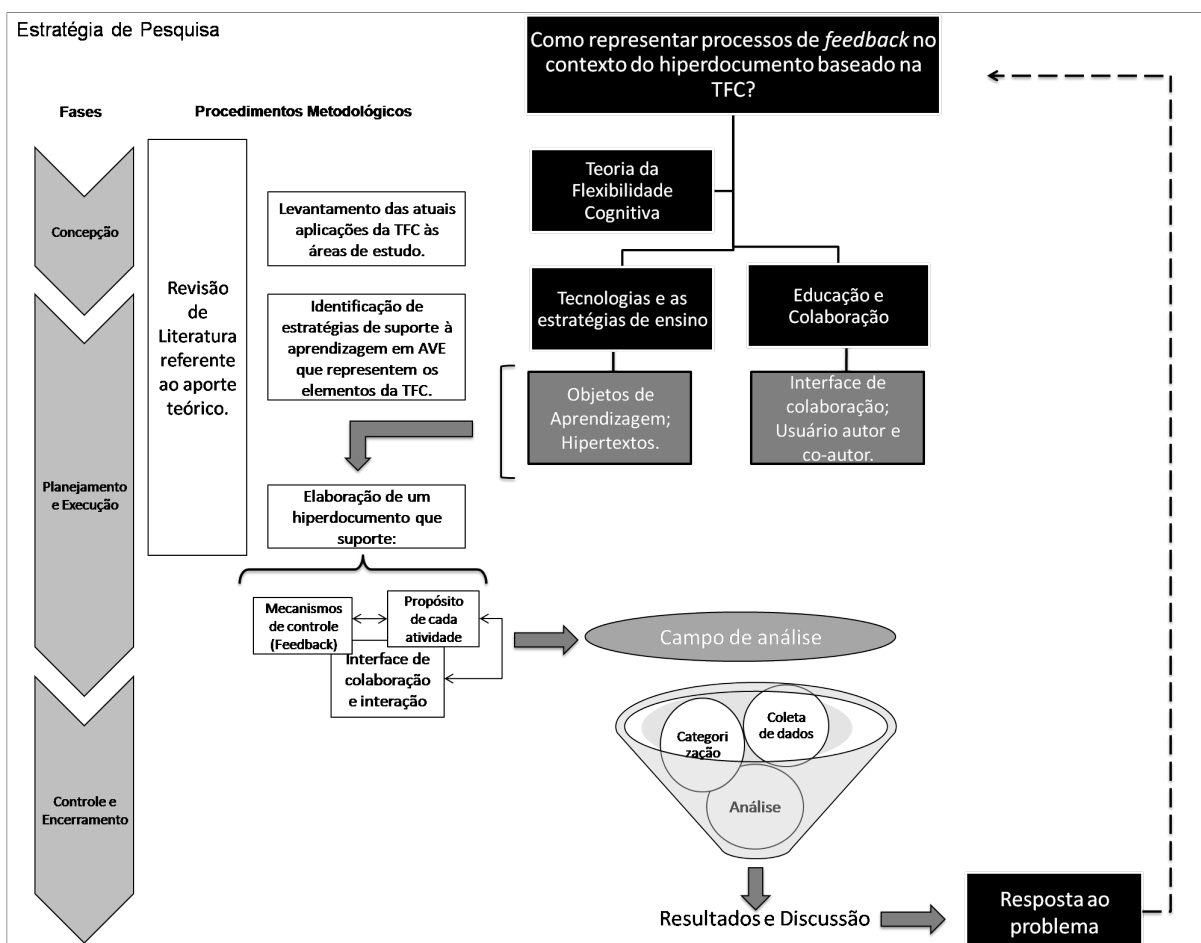 Estratégia de Pesquisa
Fases
Procedimentos Metodológicos
Concepção
Planejamento
e Execução
Controle e
Encerramento
Revisão
de
Literatura
referente
ao aporte
teórico.
Levantamento das atuais
aplicações da TFC às
áreas de estudo.
Identificação de
estratégias de suporte à
aprendizagem em AVE
que representem os
elementos da TFC.
Elaboração de um
hiperdocumento que
suporte:
Mecanismos
de controle
(Feedback)
Propósito
de cada
atividade
Interface de
colaboração
e interação
Como representar processos de feedback no
contexto do hiperdocumento baseado na
TFC?
Teoria da
Flexibilidade
Cognitiva
Tecnologias e as
estratégias de ensino
Educação e
Colaboração
Objetos de
Aprendizagem;
Hipertextos.
Interface de
colaboração;
Usuário autor e
co-autor.
Campo de análise
Categori
zação
Coleta
de dados
Análise
Resultados e Discussão
Resposta ao
problema